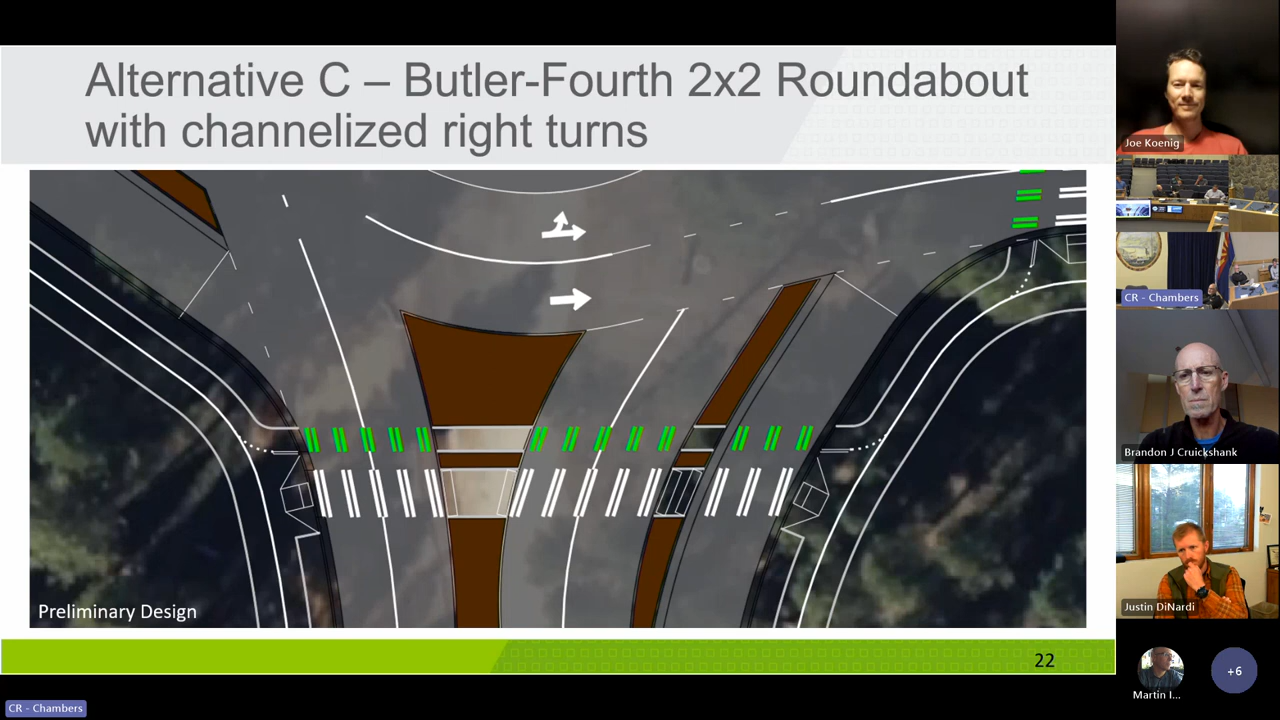 Alternative C – Butler-Fourth 2x2 Roundabout
with channelized right turns
Preliminary Design
22
CR - Chambers
Joe Koenig
CR - Chambers
Brandon J Cruickshank
Justin DiNardi
Martin I...
+6